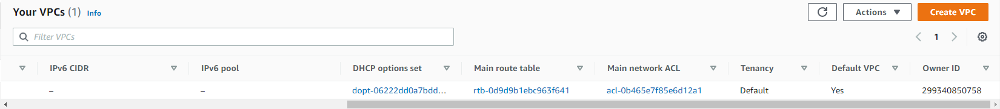 Your VPCs (1) Info
Actions
Create VPC
Filter VPCs
1
IPv6 CIDR IPv6 pool DHCP options set Main route table Main network ACL Tenancy Default VPC Owner ID
– – dopt-06222dd0a7bdd… rtb-0d9d9b1ebc963f641 acl-0b465e7f85e6d12a1 Default Yes 299340850758